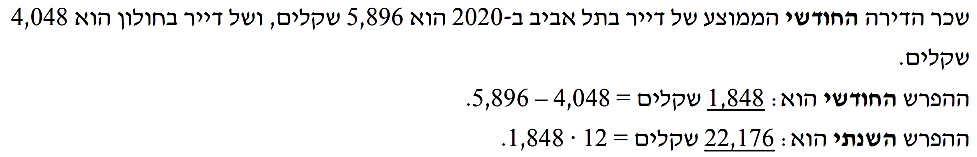 שכר הדירה החודשי הממוצע של דייר בתל אביב ב-2020 הוא 5,896 שקלים, ושל דייר בחולון הוא 4,048
שקלים.
ההפרש החודשי הוא: 1,848 שקלים = 4,048 – 5,896.
ההפרש השנתי הוא: 22,176 שקלים = 12 · 1,848.